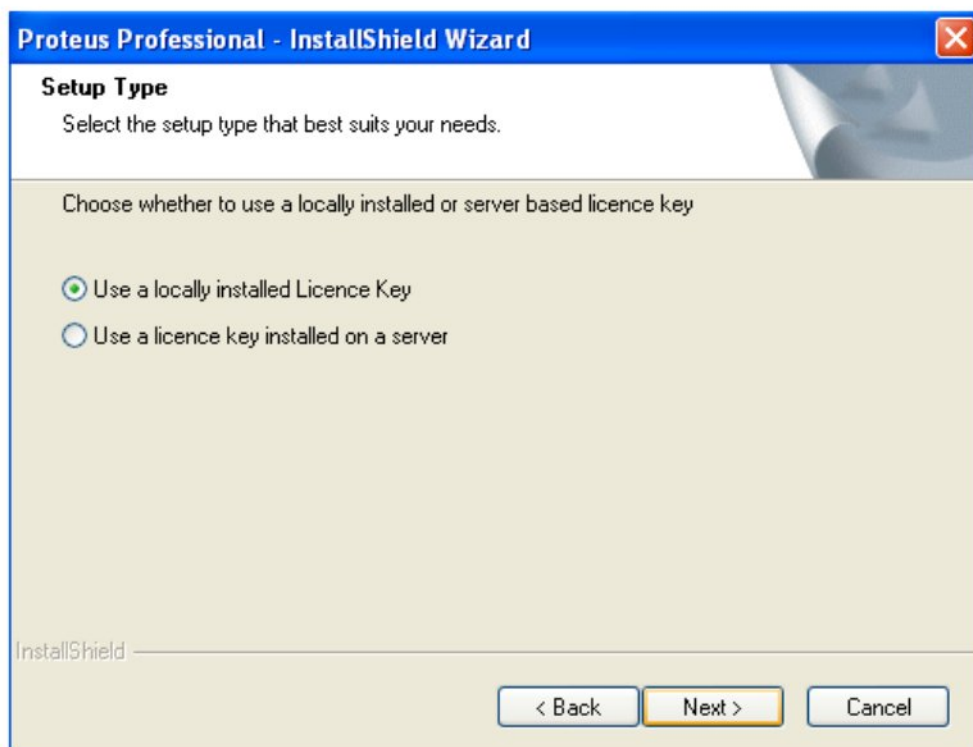 Proteus Professional - InstallShield Wizard
Setup Type
Select the setup type that best suits your needs.
Choose whether to use a locally installed or server based licence key
Use a locally installed Licence Key
Use a licence key installed on a server
InstallShield
< Back
Next >
Cancel